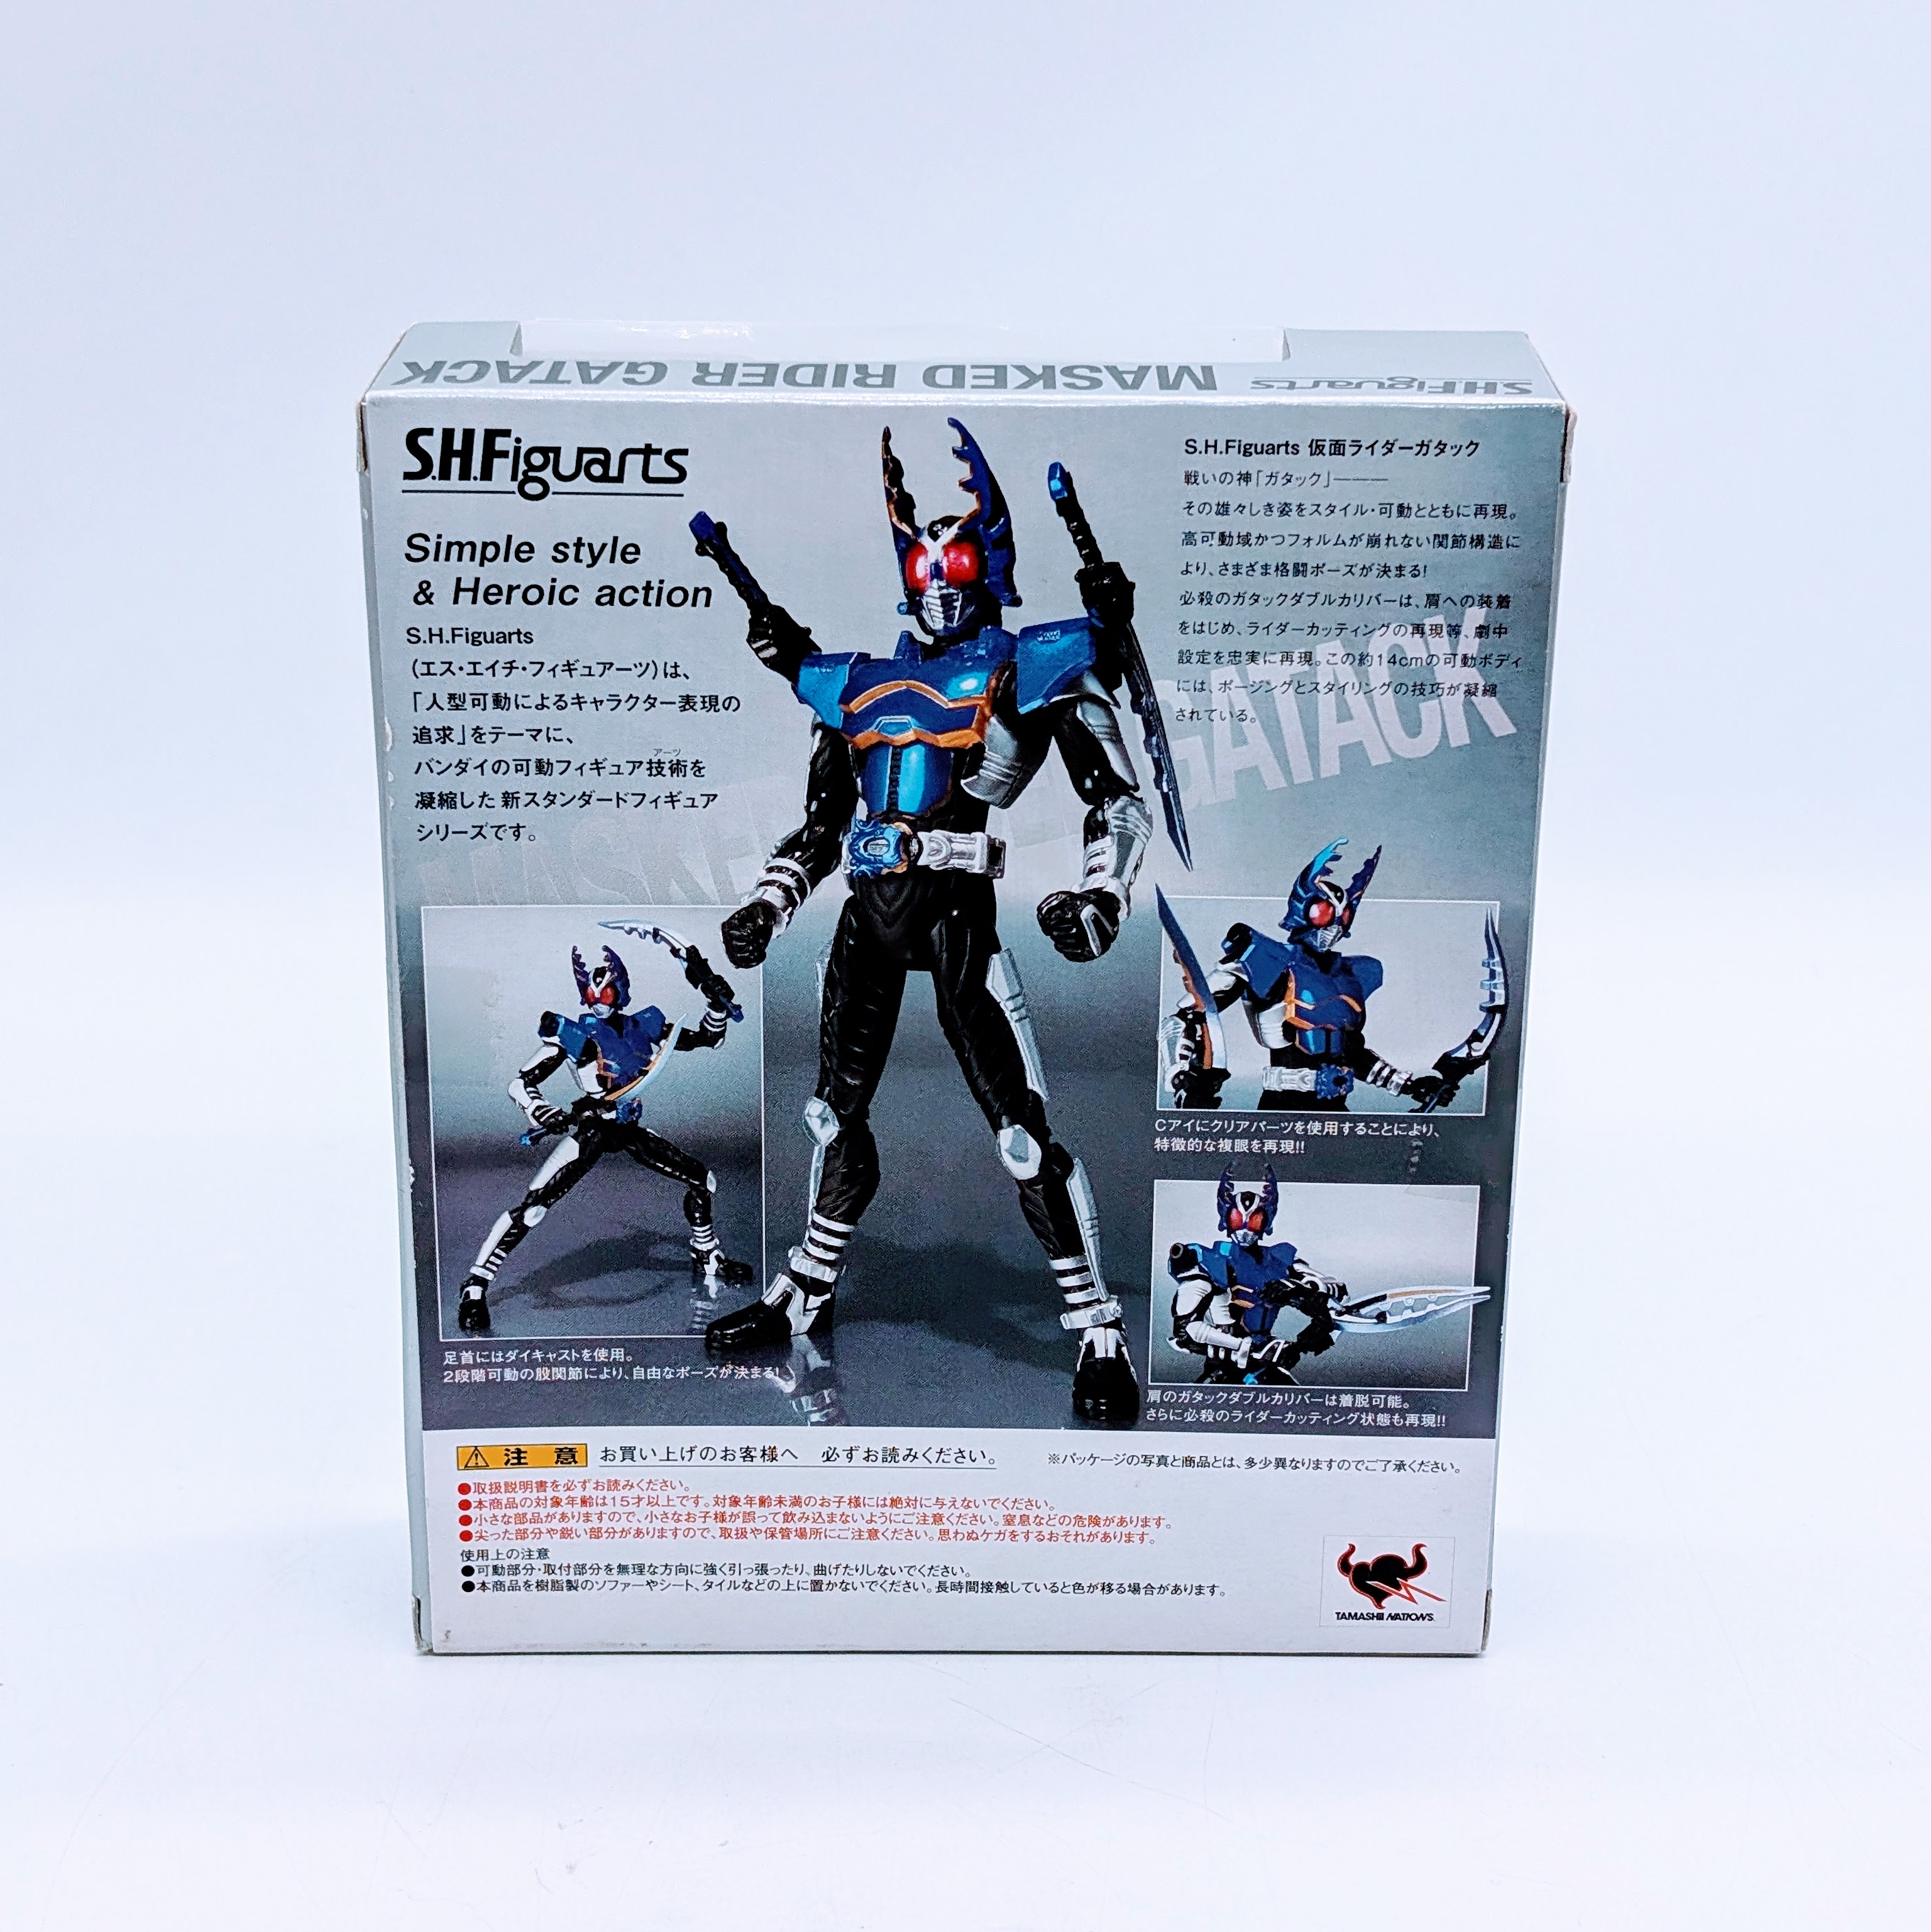 S.H.Figuarts MASKED RIDER GATACK
S.H.Figuarts
Simple style
& Heroic action
S.H.Figuarts
(エス・エイチ・フィギュアーツ)は、
「人型可動によるキャラクター表現の
追求」をテーマに、
アーツ
バンダイの可動フィギュア技術を
凝縮した 新スタンダードフィギュア
シリーズです。
S.H.Figuarts 仮面ライダーガタック
戦いの神「ガタック」———
その雄々しき姿をスタイル・可動とともに再現。
高可動域かつフォルムが崩れない関節構造に
より、さまざま格闘ポーズが決まる!
必殺のガタックダブルカリバーは、肩への装着
をはじめ、ライダーカッティングの再現等、劇中
設定を忠実に再現。この約14cmの可動ボディ
には、ポージングとスタイリングの技巧が凝縮
されている。
MASKED GATACK
足首にはダイキャストを使用。
2段階可動の股関節により、自由なポーズが決まる!
Cアイにクリアパーツを使用することにより、
特徴的な複眼を再現!!
肩のガタックダブルカリバーは着脱可能。
さらに必殺のライダーカッティング状態も再現!!
注意 お買い上げのお客様へ 必ずお読みください。 ※パッケージの写真と商品とは、多少異なりますのでご了承ください。
●取扱説明書を必ずお読みください。
●本商品の対象年齢は15才以上です。対象年齢未満のお子様には絶対に与えないでください。
●小さな部品がありますので、小さなお子様が誤って飲み込まないようにご注意ください。窒息などの危険があります。
●尖った部分や鋭い部分がありますので、取扱や保管場所にご注意ください。思わぬケガをするおそれがあります。
使用上の注意
●可動部分・取付部分を無理な方向に強く引っ張ったり、曲げたりしないでください。
●本商品を樹脂製のソファーやシート、タイルなどの上に置かないでください。長時間接触していると色が移る場合があります。
TAMASHII NATIONS